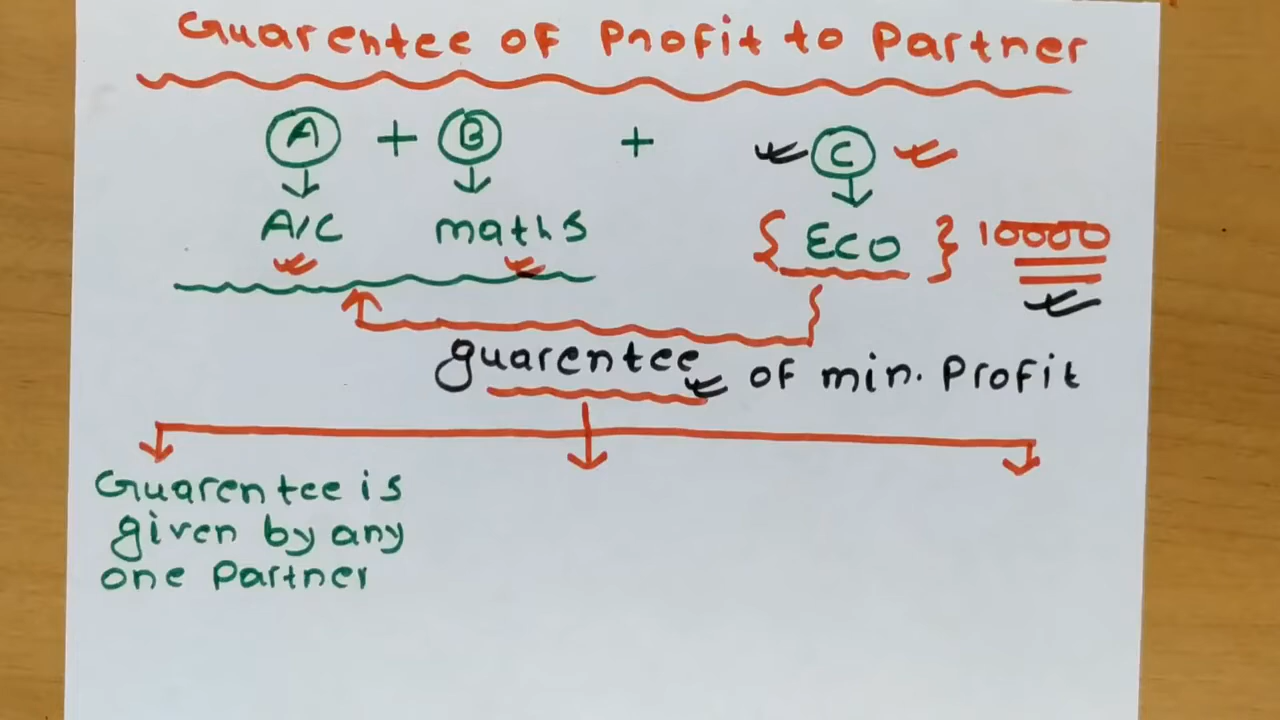 Guarentee of Profit to Partner
A + B + C
A/C maths { ECO } 10000
guarentee of min. Profit
Guarentee is
given by any
one Partner